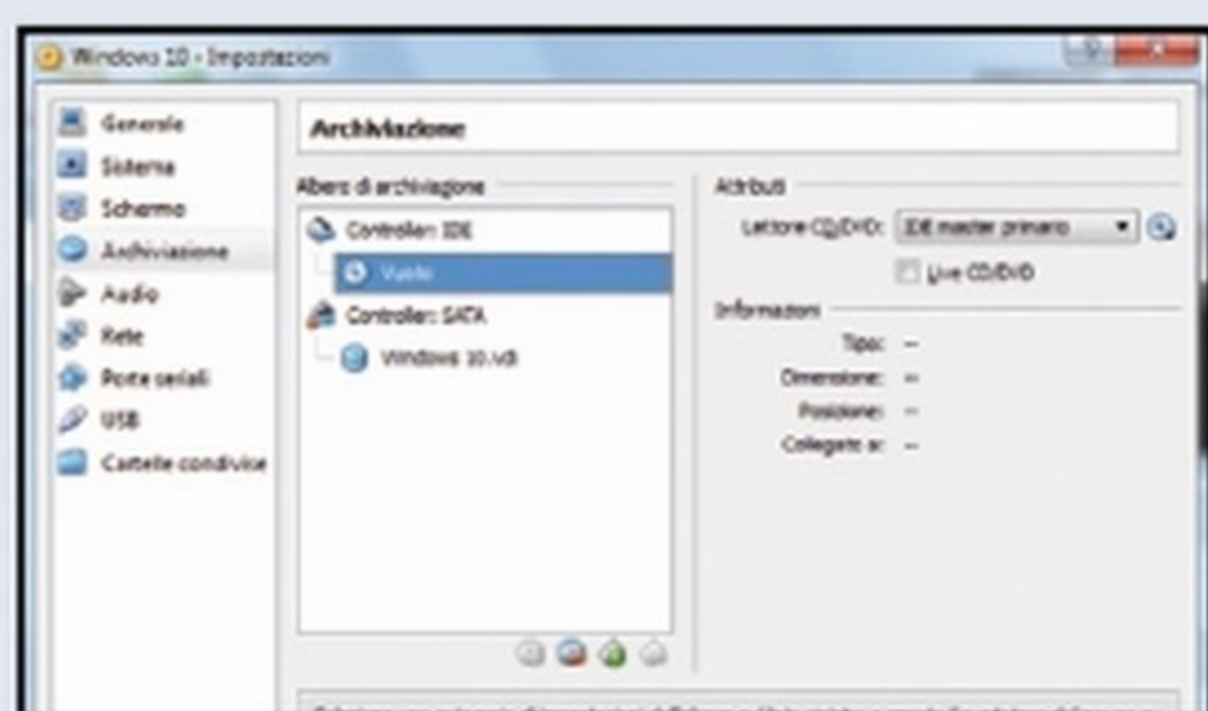 Windows 10 - Impostazioni
Generale
Sistema
Schermo
Archiviazione
Audio
Rete
Porte seriali
USB
Cartelle condivise
Archiviazione
Albero di archiviazione
Controller: IDE
Vuoto
Controller: SATA
Windows 10.vdi
Attributi
Lettore CD/DVD: IDE master primario
Live CD/DVD
Informazioni
Tipo: --
Dimensione: --
Posizione: --
Collegato a: --